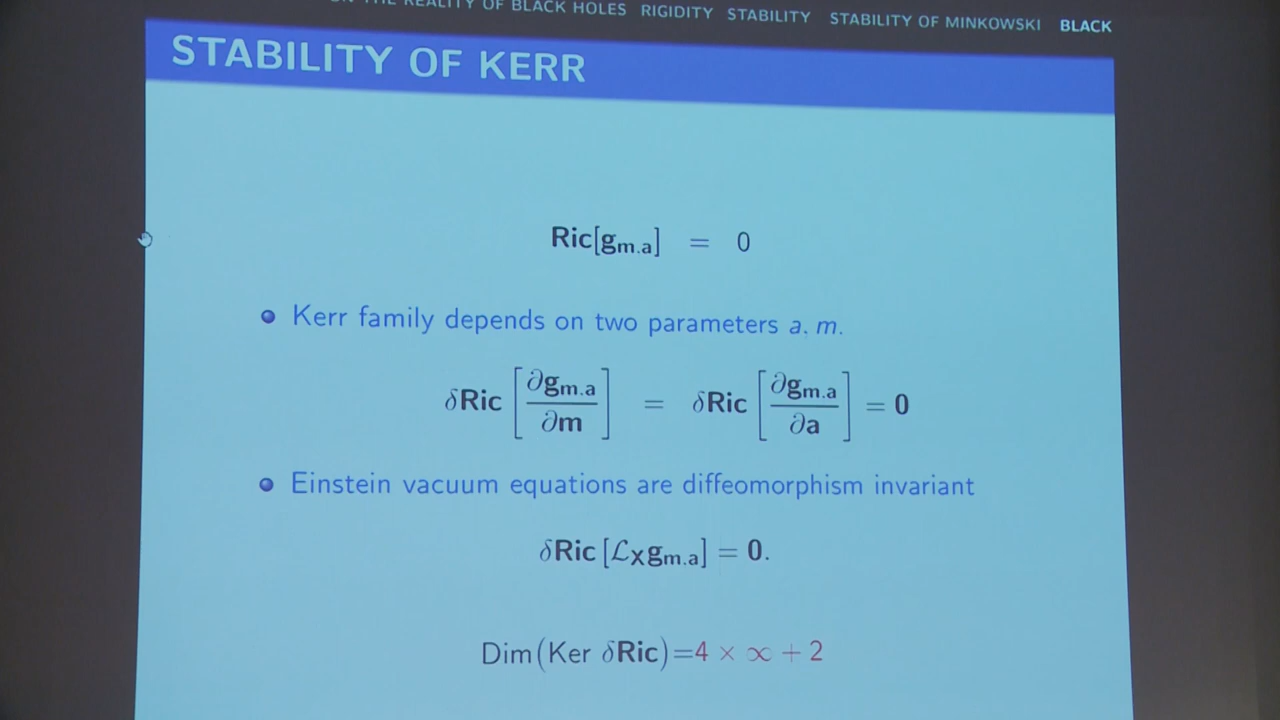 THE REALITY OF BLACK HOLES RIGIDITY STABILITY STABILITY OF MINKOWSKI BLACK
STABILITY OF KERR
Ric[g_{m.a}] = 0
Kerr family depends on two parameters a. m.
δRic [∂g_{m.a}/∂m] = δRic [∂g_{m.a}/∂a] = 0
Einstein vacuum equations are diffeomorphism invariant
δRic [ℒ_X g_{m.a}] = 0.
Dim(Ker δRic)=4 × ∞ + 2